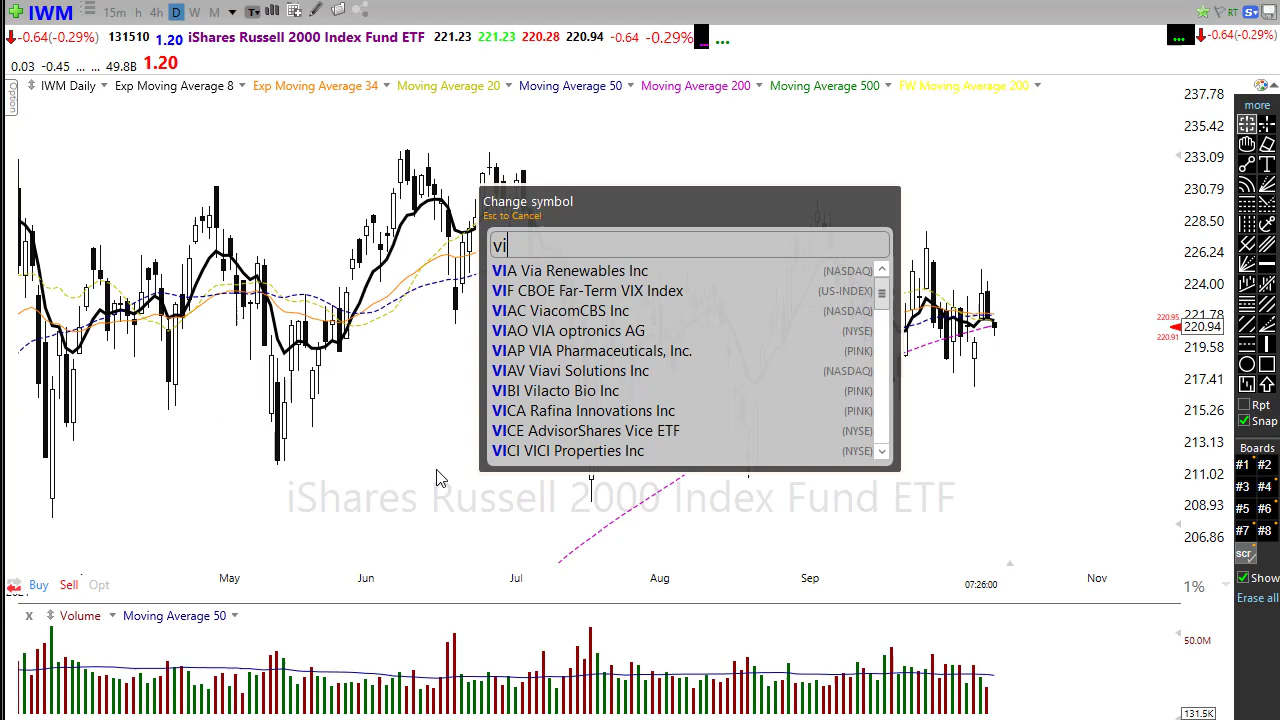 IWM 15m h 4h D W M T RT S
-0.64(-0.29%) 131510 1.20 iShares Russell 2000 Index Fund ETF 221.23 221.23 220.28 220.94 -0.64 -0.29% ... ... -0.64(-0.29%)
0.03 -0.45 ... ... 49.8B 1.20
Option
IWM Daily Exp Moving Average 8 Exp Moving Average 34 Moving Average 20 Moving Average 50 Moving Average 200 Moving Average 500 FW Moving Average 200
237.78
235.42
233.09
230.79
228.50
226.24
224.00
221.78
220.95
220.94
220.91
219.58
217.41
215.26
213.13
211.02
208.93
206.86
Change symbol
Esc to Cancel
vi
VIA Via Renewables Inc (NASDAQ)
VIF CBOE Far-Term VIX Index (US-INDEX)
VIAC ViacomCBS Inc (NASDAQ)
VIAO VIA optronics AG (NYSE)
VIAP VIA Pharmaceuticals, Inc. (PINK)
VIAV Viavi Solutions Inc (NASDAQ)
VIBI Vilacto Bio Inc (PINK)
VICA Rafina Innovations Inc (PINK)
VICE AdvisorShares Vice ETF (NYSE)
VICI VICI Properties Inc (NYSE)
iShares Russell 2000 Index Fund ETF
May Jun Jul Aug Sep 07:26:00 Nov
Buy Sell Opt 1%
X Volume Moving Average 50
50.0M
131.5K
more
T
Rpt
Snap
Boards
#1 #2
#3 #4
#5 #6
#7 #8
scr
Show
Erase all